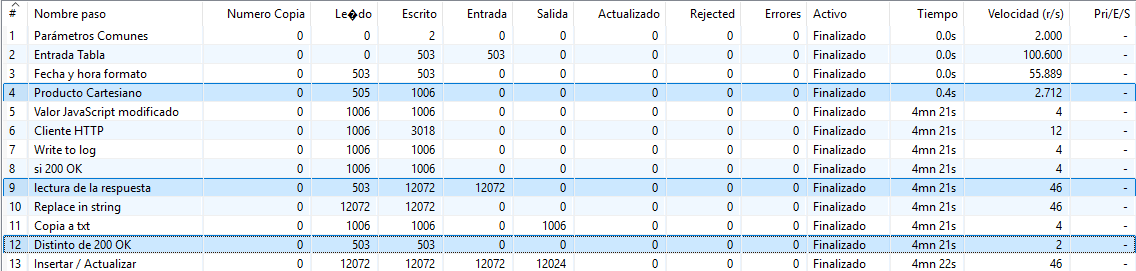 # Nombre paso Numero Copia Le�do Escrito Entrada Salida Actualizado Rejected Errores Activo Tiempo Velocidad (r/s) Pri/E/S
1 Parámetros Comunes 0 0 2 0 0 0 0 0 Finalizado 0.0s 2.000 -
2 Entrada Tabla 0 0 503 503 0 0 0 0 Finalizado 0.0s 100.600 -
3 Fecha y hora formato 0 503 503 0 0 0 0 0 Finalizado 0.0s 55.889 -
4 Producto Cartesiano 0 505 1006 0 0 0 0 0 Finalizado 0.4s 2.712 -
5 Valor JavaScript modificado 0 1006 1006 0 0 0 0 0 Finalizado 4mn 21s 4 -
6 Cliente HTTP 0 1006 3018 0 0 0 0 0 Finalizado 4mn 21s 12 -
7 Write to log 0 1006 1006 0 0 0 0 0 Finalizado 4mn 21s 4 -
8 si 200 OK 0 1006 1006 0 0 0 0 0 Finalizado 4mn 21s 4 -
9 lectura de la respuesta 0 503 12072 12072 0 0 0 0 Finalizado 4mn 21s 46 -
10 Replace in string 0 12072 12072 0 0 0 0 0 Finalizado 4mn 21s 46 -
11 Copia a txt 0 1006 1006 0 1006 0 0 0 Finalizado 4mn 21s 4 -
12 Distinto de 200 OK 0 503 503 0 0 0 0 0 Finalizado 4mn 21s 2 -
13 Insertar / Actualizar 0 12072 12072 12072 12024 0 0 0 Finalizado 4mn 22s 46 -